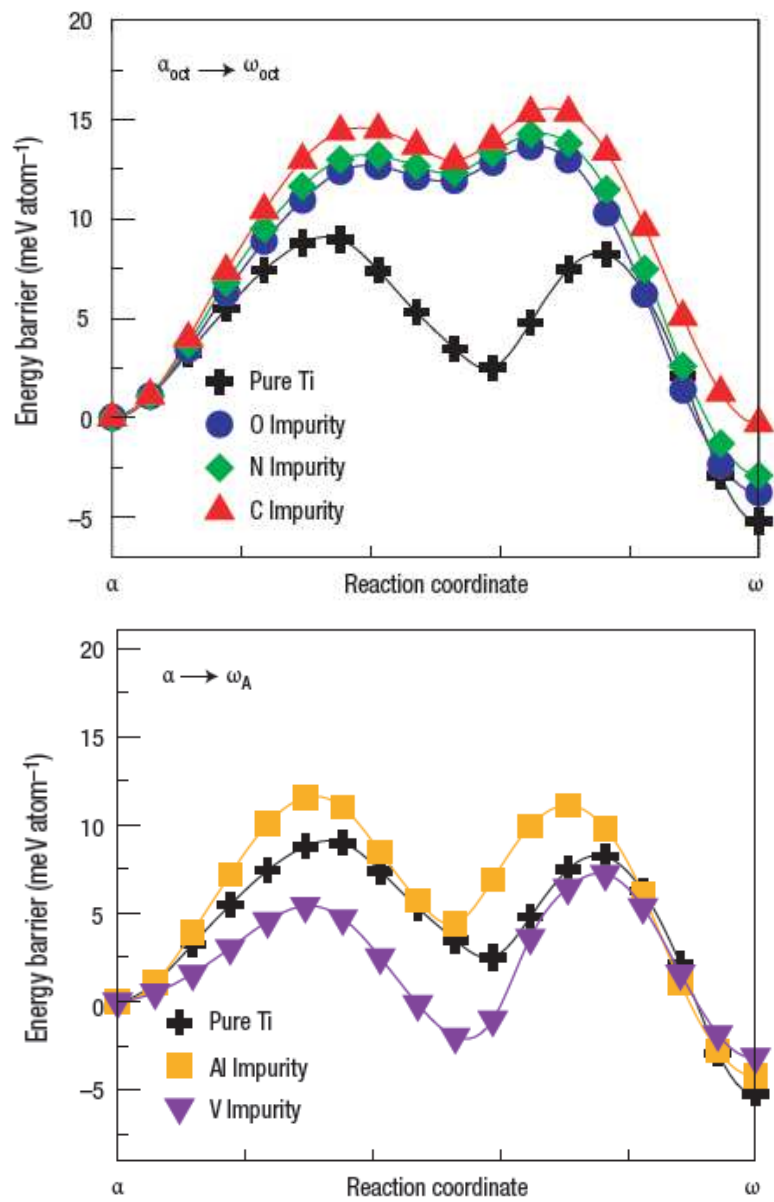 20
α_oct → ω_oct
15
10
5
0
−5
Energy barrier (meV atom⁻¹)
Pure Ti
O Impurity
N Impurity
C Impurity
α Reaction coordinate ω
20
α → ω_A
15
10
5
0
−5
Energy barrier (meV atom⁻¹)
Pure Ti
Al Impurity
V Impurity
α Reaction coordinate ω